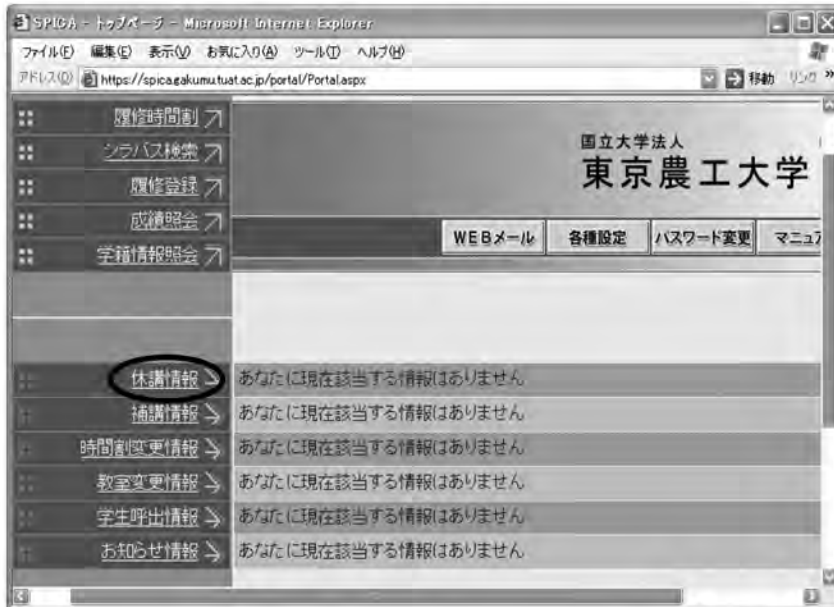 SPICA - トップページ - Microsoft Internet Explorer
ファイル(F) 編集(E) 表示(V) お気に入り(A) ツール(T) ヘルプ(H)
アドレス(D) https://spica.gakumu.tuat.ac.jp/portal/Portal.aspx 移動 リンク »
履修時間割
シラバス検索
履修登録
成績照会
学籍情報照会
国立大学法人
東京農工大学
WEBメール 各種設定 パスワード変更 マニュア
休講情報 あなたに現在該当する情報はありません
補講情報 あなたに現在該当する情報はありません
時間割変更情報 あなたに現在該当する情報はありません
教室変更情報 あなたに現在該当する情報はありません
学生呼出情報 あなたに現在該当する情報はありません
お知らせ情報 あなたに現在該当する情報はありません